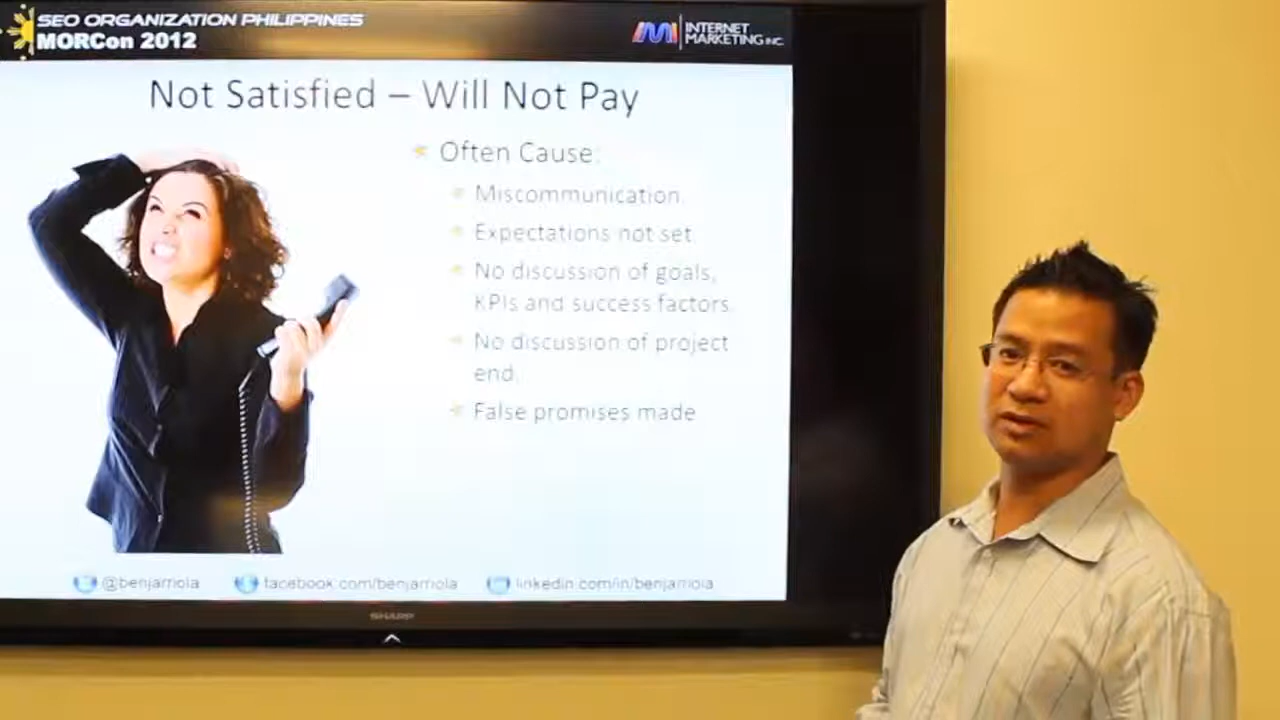 SEO ORGANIZATION PHILIPPINES
MORCon 2012
INTERNET
MARKETING INC.
Not Satisfied – Will Not Pay
Often Cause:
Miscommunication.
Expectations not set.
No discussion of goals,
KPIs and success factors.
No discussion of project
end.
False promises made
@benjarriola
facebook.com/benjarriola
linkedin.com/in/benjarriola
SHARP